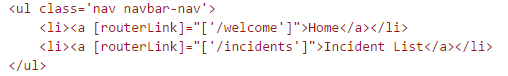 <ul class='nav navbar-nav'>
    <li><a [routerLink]="['/welcome']">Home</a></li>
    <li><a [routerLink]="['/incidents']">Incident List</a></li>
</ul>